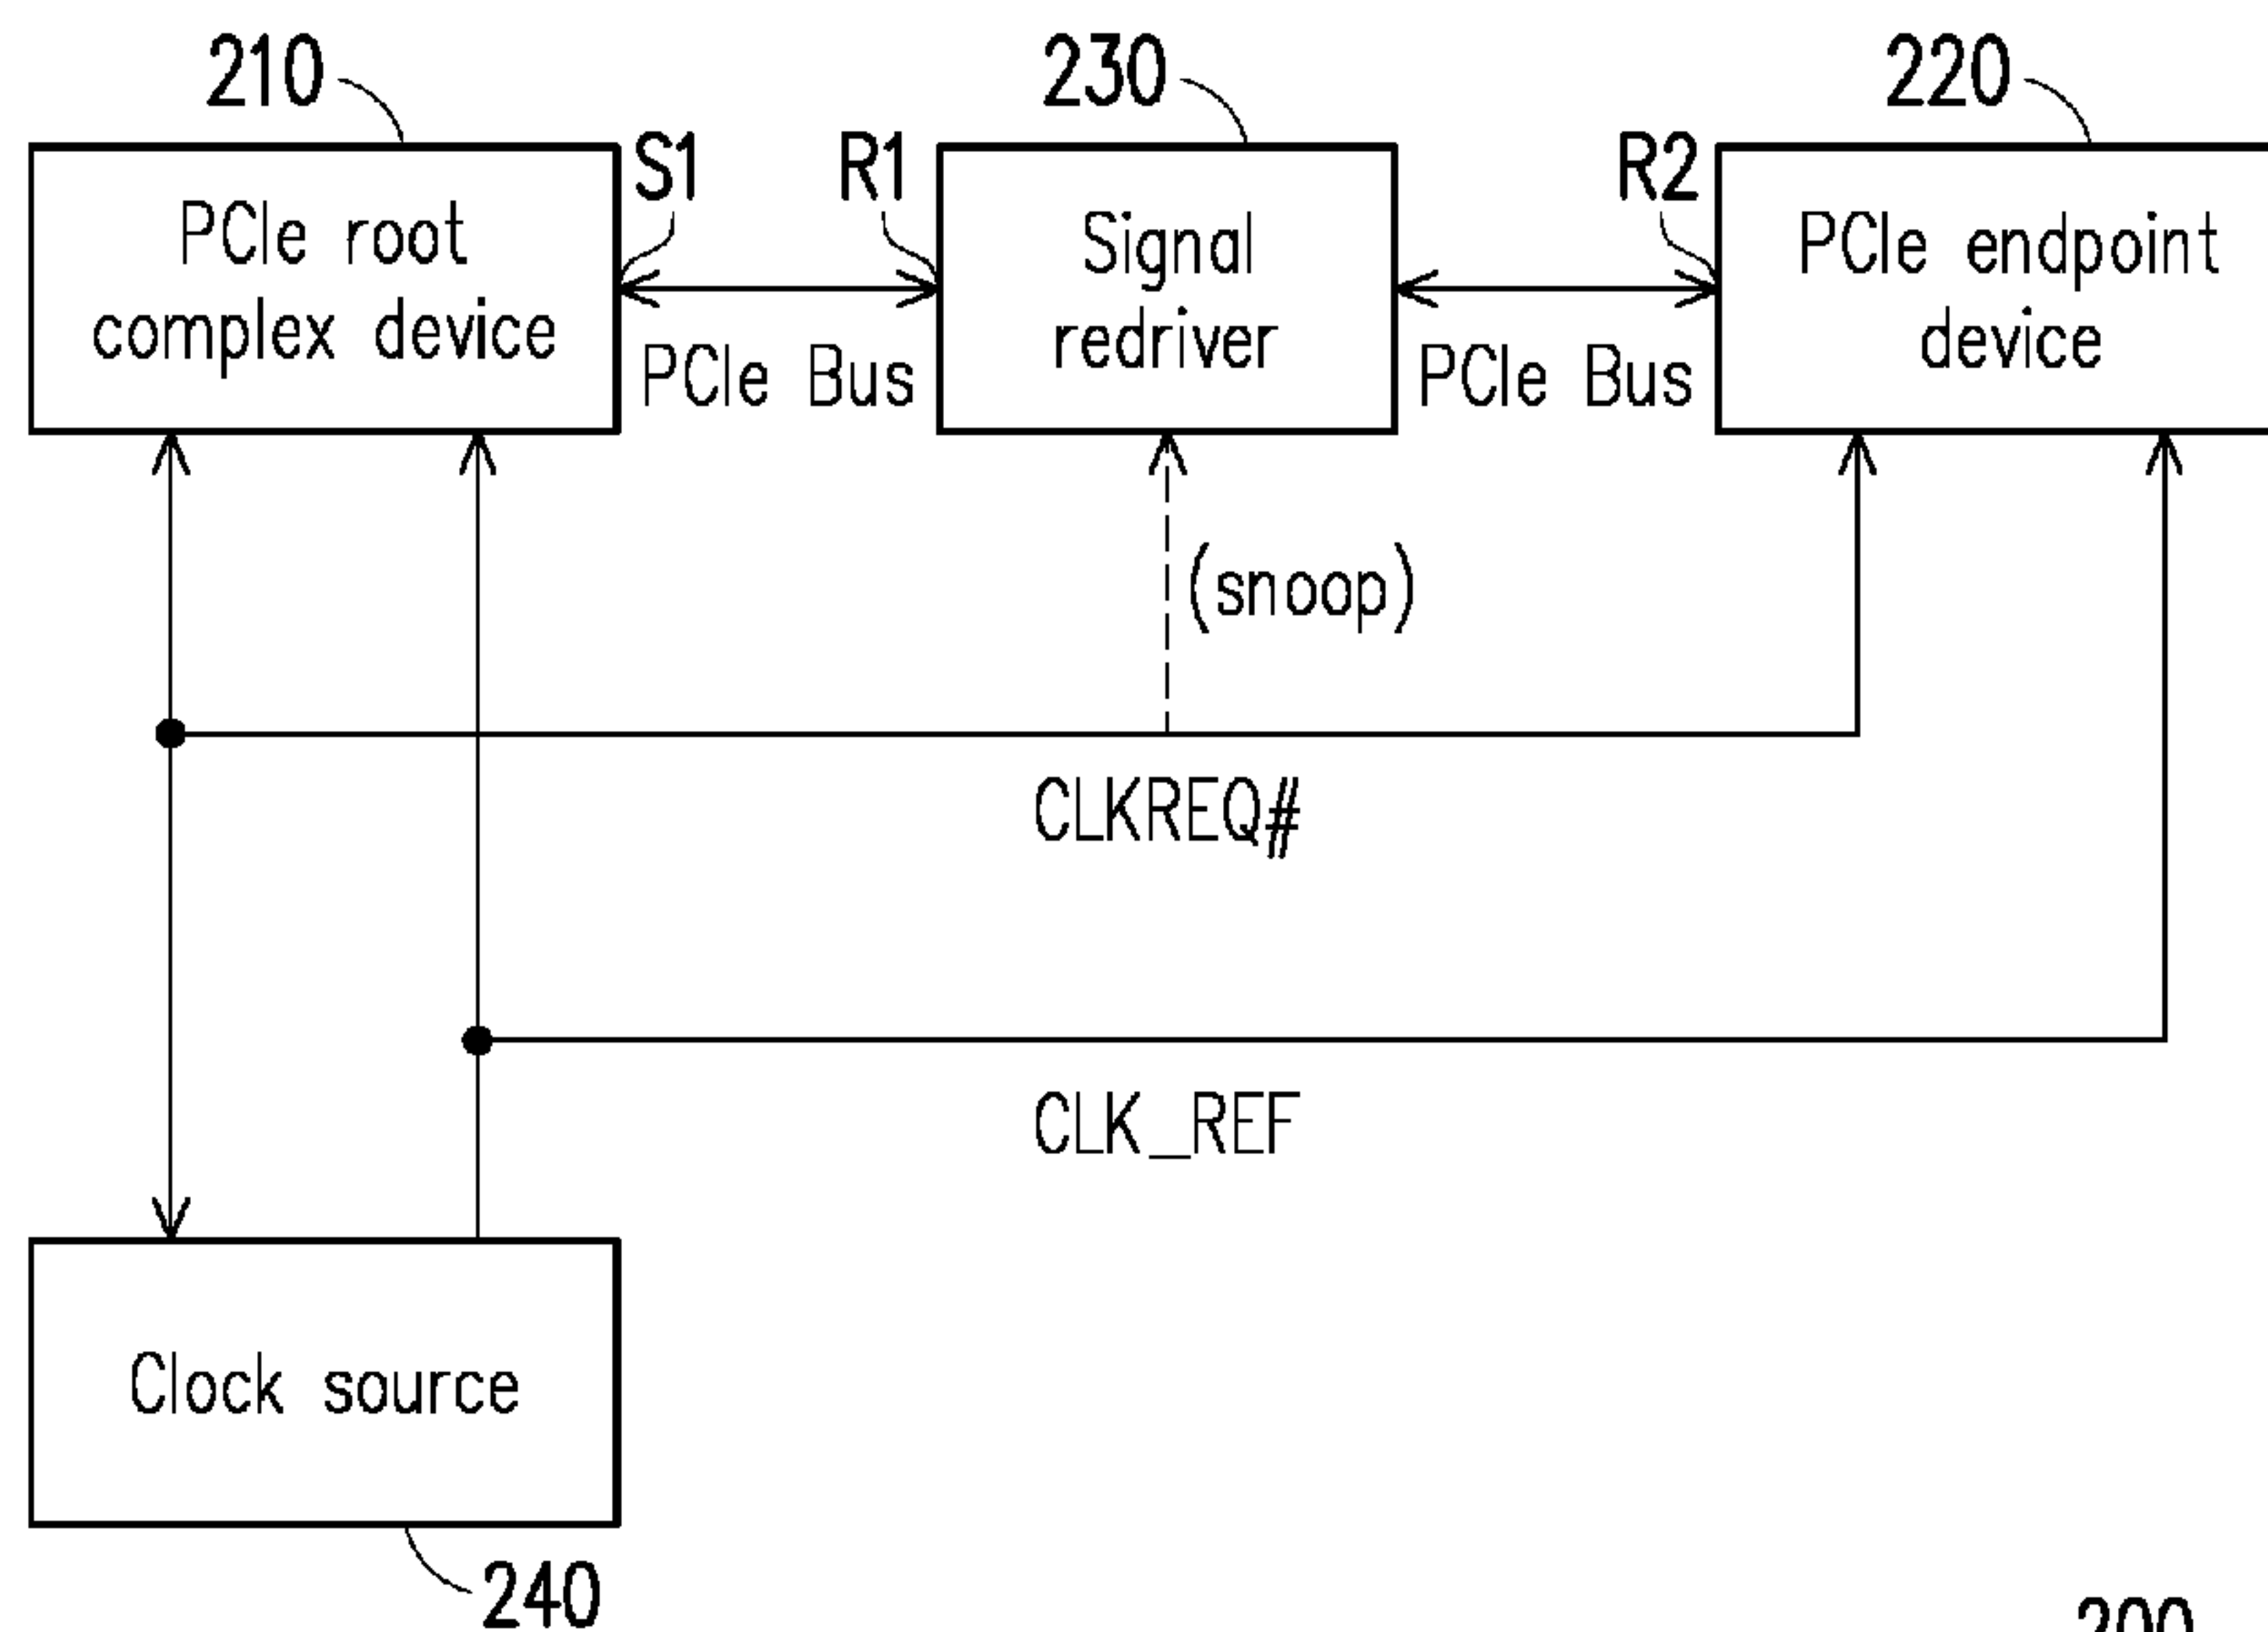 210
230
220
S1
R1
R2
PCIe root
complex device
Signal
redriver
PCIe endpoint
device
PCIe Bus
PCIe Bus
(snoop)
CLKREQ#
CLK_REF
Clock source
240
200